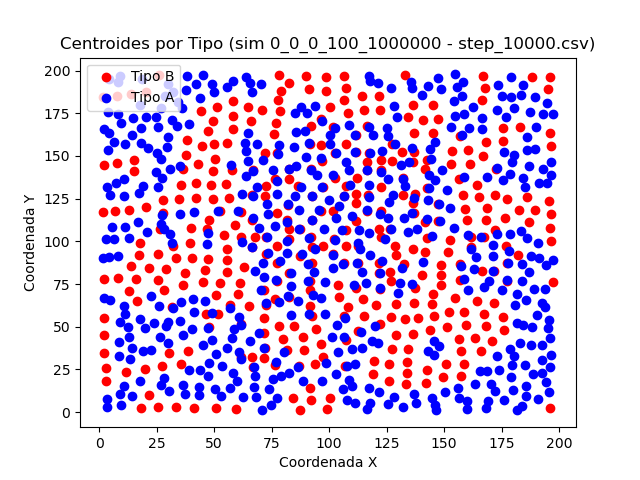 Centroides por Tipo (sim 0_0_0_100_1000000 - step_10000.csv)
Tipo B
Tipo A
Coordenada Y
200
175
150
125
100
75
50
25
0
0 25 50 75 100 125 150 175 200
Coordenada X